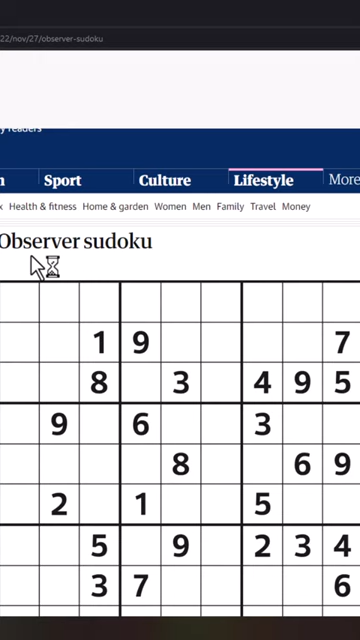 22/nov/27/observer-sudoku
y readers
n Sport Culture Lifestyle More
x Health & fitness Home & garden Women Men Family Travel Money
Observer sudoku
1 9 7
8 3 4 9 5
9 6 3
8 6 9
2 1 5
5 9 2 3 4
3 7 6